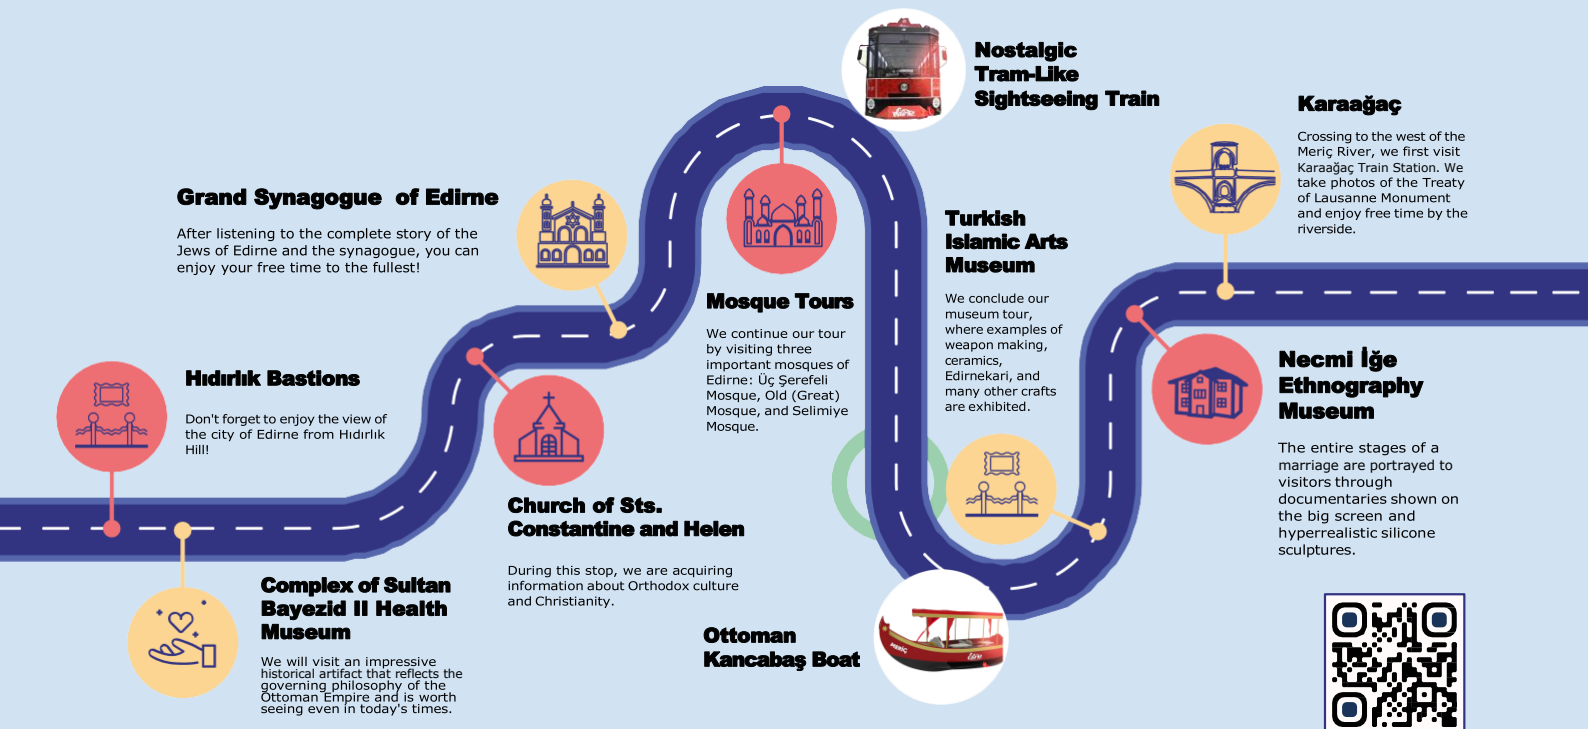 Nostalgic
Tram-Like
Sightseeing Train
Karaağaç
Crossing to the west of the
Meriç River, we first visit
Karaağaç Train Station. We
take photos of the Treaty
of Lausanne Monument
and enjoy free time by the
riverside.
Grand Synagogue of Edirne
After listening to the complete story of the
Jews of Edirne and the synagogue, you can
enjoy your free time to the fullest!
Turkish
Islamic Arts
Museum
We conclude our
museum tour,
where examples of
weapon making,
ceramics,
Edirnekari, and
many other crafts
are exhibited.
Mosque Tours
We continue our tour
by visiting three
important mosques of
Edirne: Üç Şerefeli
Mosque, Old (Great)
Mosque, and Selimiye
Mosque.
Hıdırlık Bastions
Don't forget to enjoy the view of
the city of Edirne from Hıdırlık
Hill!
Necmi İğe
Ethnography
Museum
The entire stages of a
marriage are portrayed to
visitors through
documentaries shown on
the big screen and
hyperrealistic silicone
sculptures.
Church of Sts.
Constantine and Helen
During this stop, we are acquiring
information about Orthodox culture
and Christianity.
Complex of Sultan
Bayezid II Health
Museum
We will visit an impressive
historical artifact that reflects the
governing philosophy of the
Ottoman Empire and is worth
seeing even in today's times.
Ottoman
Kancabaş Boat
MERİÇ
Edirne